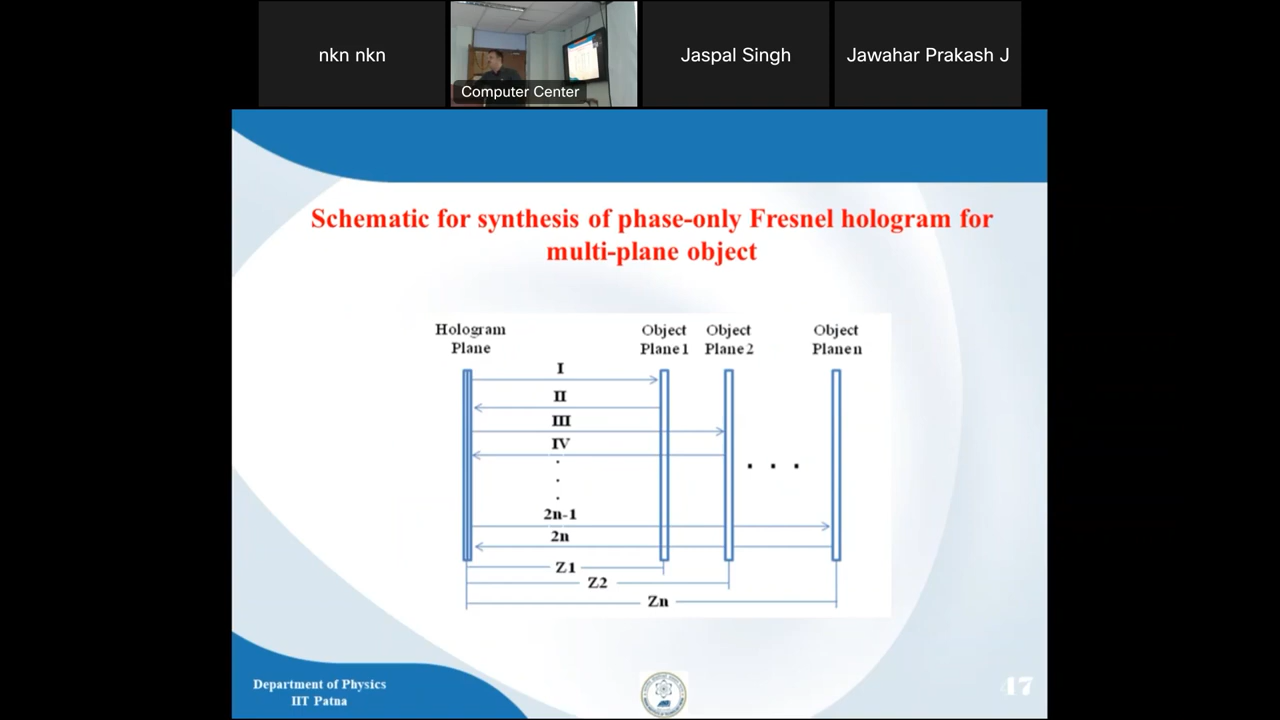 nkn nkn
Computer Center
Jaspal Singh
Jawahar Prakash J
Schematic for synthesis of phase-only Fresnel hologram for
multi-plane object
Hologram
Plane
Object
Plane 1
Object
Plane 2
Object
Plane n
I
II
III
IV
.
.
.
. . .
2n-1
2n
Z1
Z2
Zn
Department of Physics
IIT Patna
47